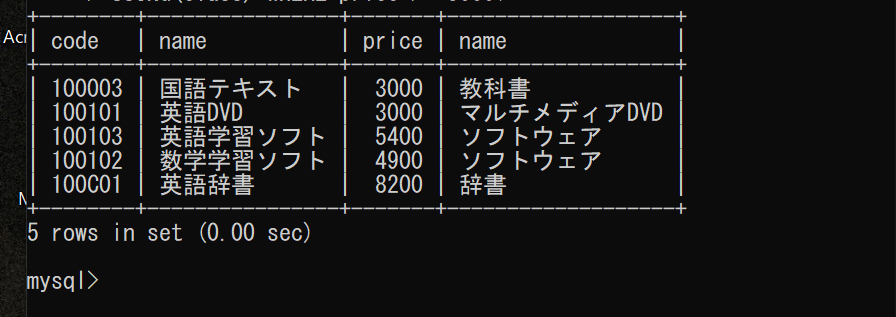 +--------+----------------+-------+-------------------+
| code | name | price | name |
+--------+----------------+-------+-------------------+
| 100003 | 国語テキスト | 3000 | 教科書 |
| 100101 | 英語DVD | 3000 | マルチメディアDVD |
| 100103 | 英語学習ソフト | 5400 | ソフトウェア |
| 100102 | 数学学習ソフト | 4900 | ソフトウェア |
| 100C01 | 英語辞書 | 8200 | 辞書 |
+--------+----------------+-------+-------------------+
5 rows in set (0.00 sec)
mysql>